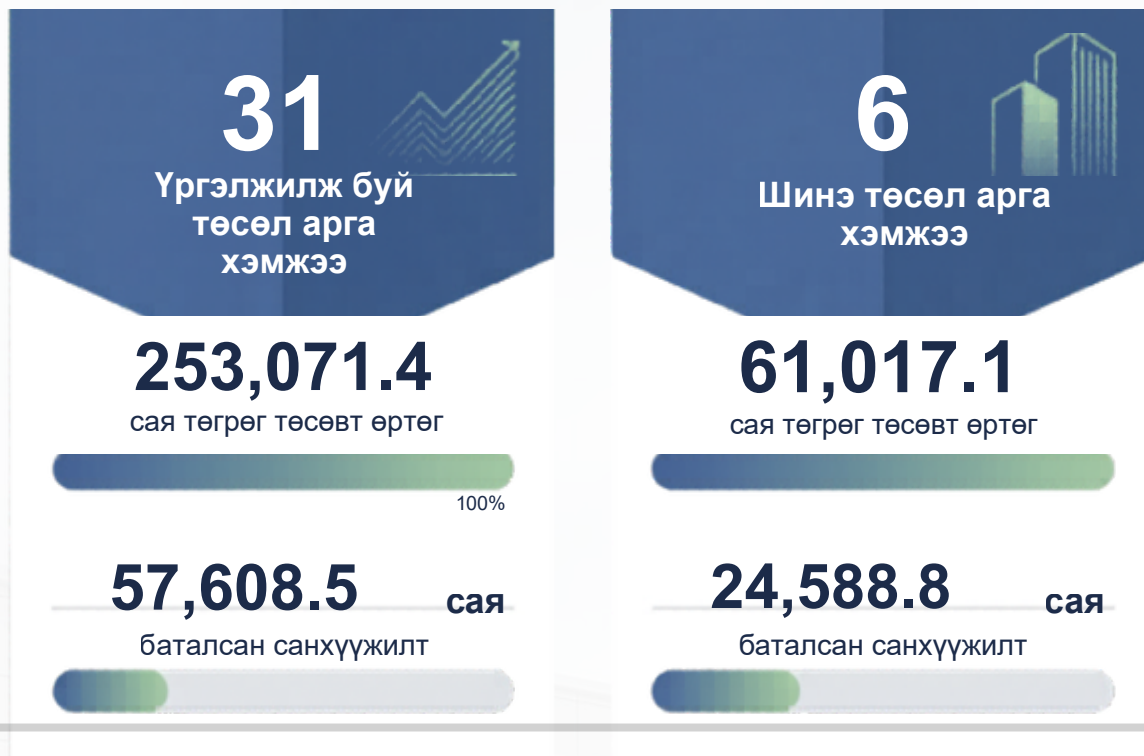 31
Үргэлжилж буй
төсөл арга
хэмжээ
253,071.4
сая төгрөг төсөвт өртөг
100%
57,608.5 сая
баталсан санхүүжилт
6
Шинэ төсөл арга
хэмжээ
61,017.1
сая төгрөг төсөвт өртөг
24,588.8 сая
баталсан санхүүжилт